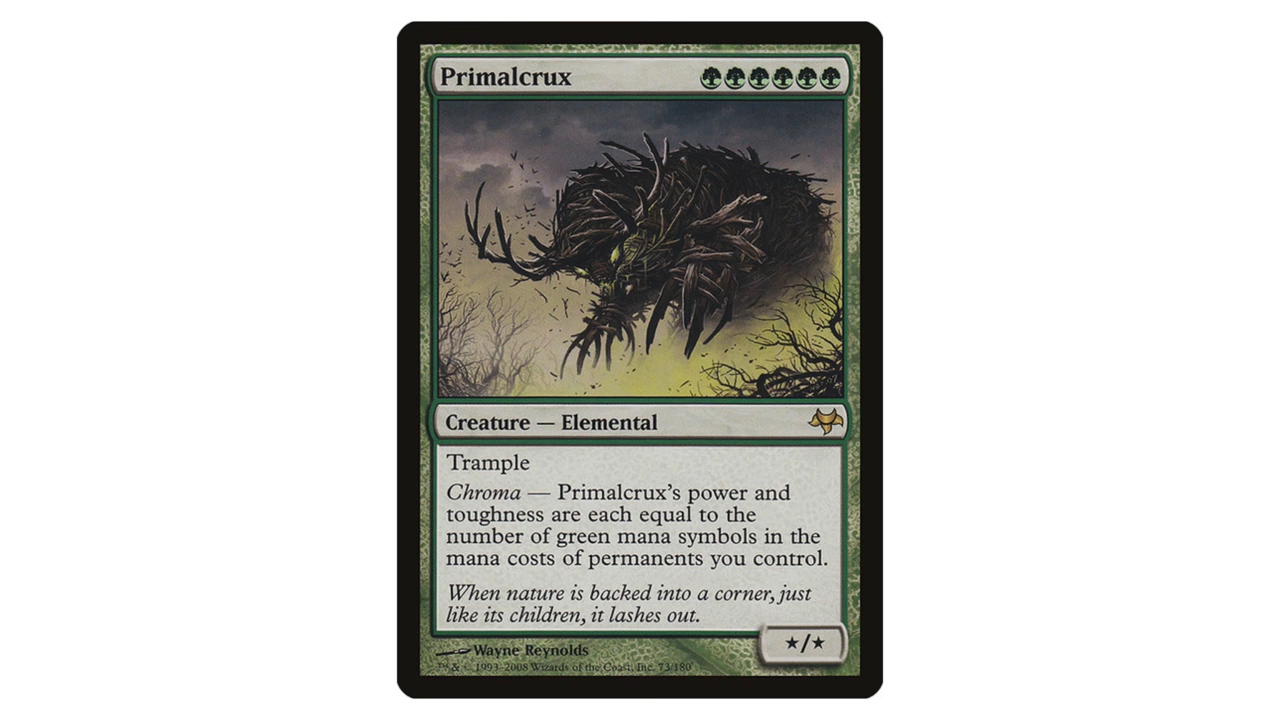 Primalcrux
Creature — Elemental
Trample
Chroma — Primalcrux's power and
toughness are each equal to the
number of green mana symbols in the
mana costs of permanents you control.
When nature is backed into a corner, just
like its children, it lashes out.
★/★
Wayne Reynolds
™ & © 1993–2008 Wizards of the Coast, Inc. 73/180